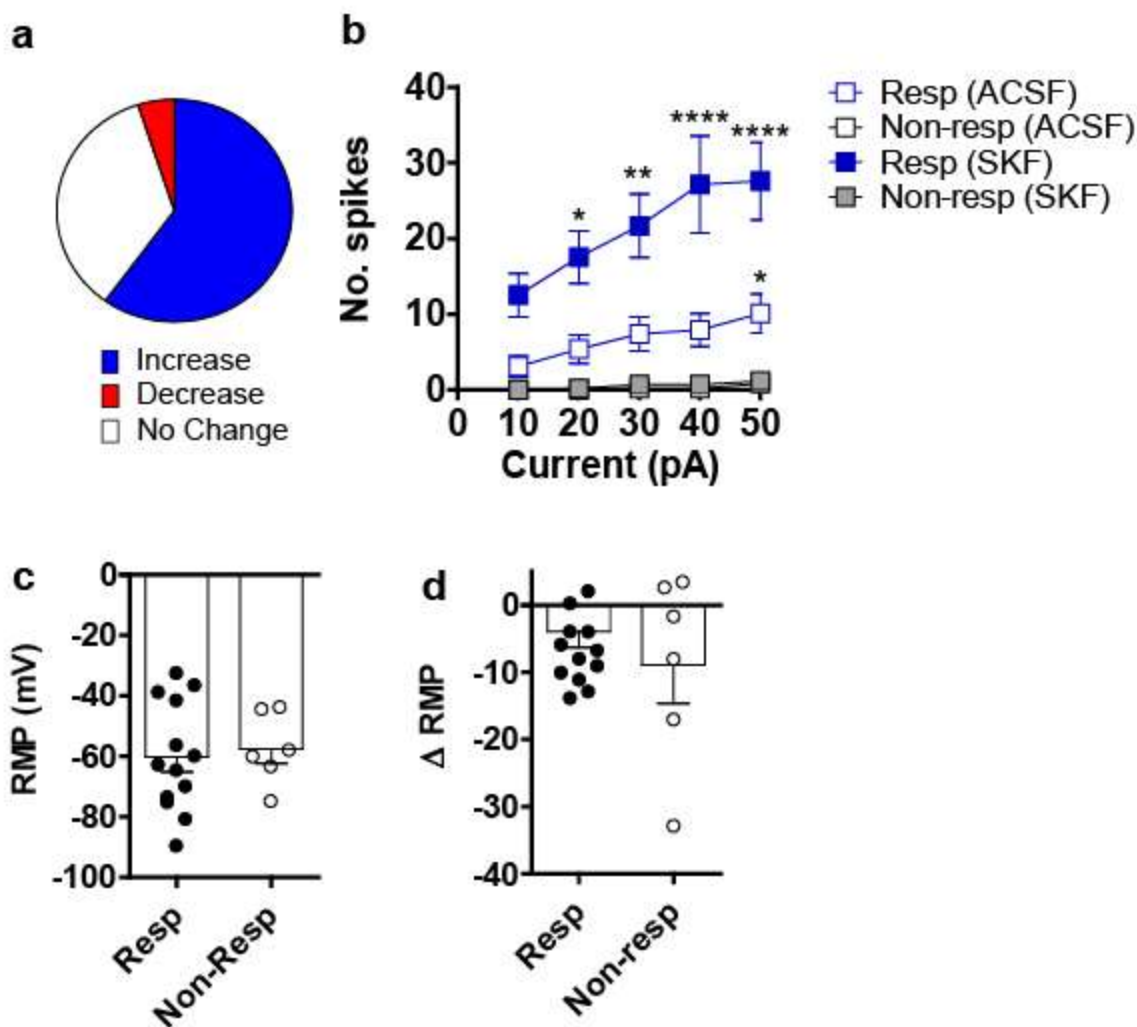 a
Increase
Decrease
No Change
b
No. spikes
40
30
20
10
0
*
**
****
****
*
0 10 20 30 40 50
Current (pA)
Resp (ACSF)
Non-resp (ACSF)
Resp (SKF)
Non-resp (SKF)
c
RMP (mV)
0
-20
-40
-60
-80
-100
Resp
Non-Resp
d
Δ RMP
0
-10
-20
-30
-40
Resp
Non-resp